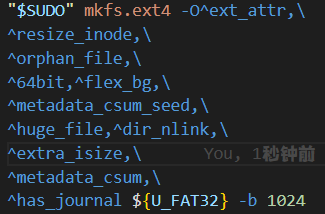 "$SUDO" mkfs.ext4 -O^ext_attr,\
^resize_inode,\
^orphan_file,\
^64bit,^flex_bg,\
^metadata_csum_seed,\
^huge_file,^dir_nlink,\
^extra_isize,\ You, 1秒钟前
^metadata_csum,\
^has_journal ${U_FAT32} -b 1024